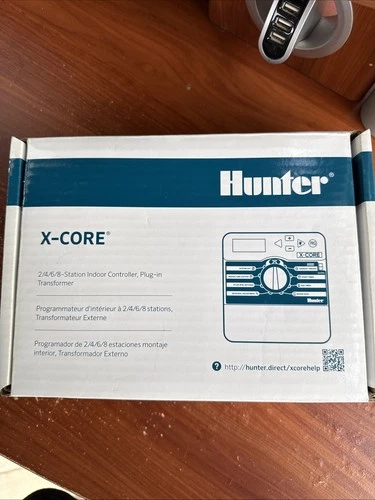 Hunter®
X-CORE®
2/4/6/8-Station Indoor Controller, Plug-in
Transformer
Programmateur d'intérieur à 2/4/6/8 stations,
Transformateur Externe
Programador de 2/4/6/8 estaciones montaje
interior, Transformador Externo
X-CORE
Hunter
? http://hunter.direct/xcorehelp